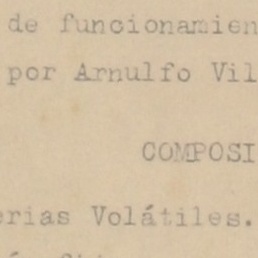 de funcionamien
por Arnulfo Vil
COMPOSI
erias Volátiles.